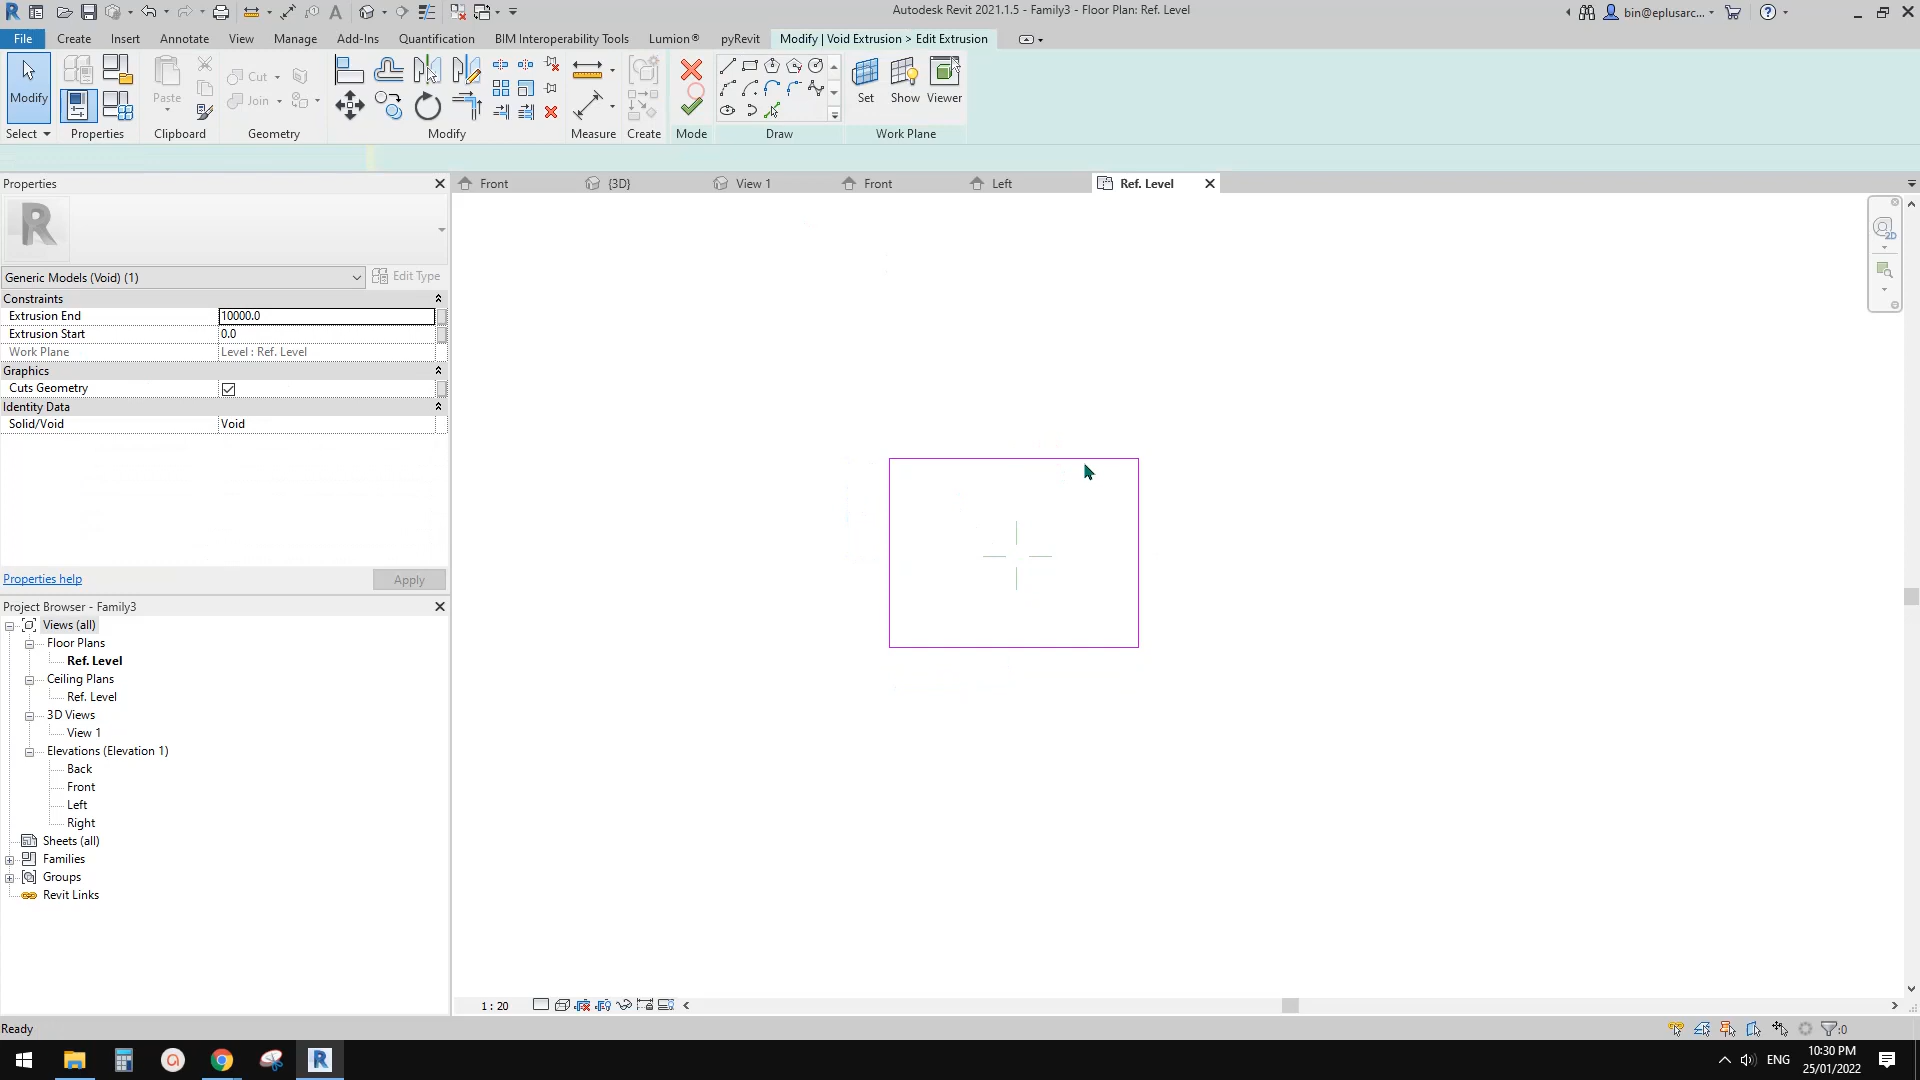 Autodesk Revit 2021.1.5 - Family3 - Floor Plan: Ref. Level
bin@eplusarc...
File Create Insert Annotate View Manage Add-Ins Quantification BIM Interoperability Tools Lumion® pyRevit Modify | Void Extrusion > Edit Extrusion
Modify
Paste
Cut
Join
Set
Show
Viewer
Select Properties Clipboard Geometry Modify Measure Create Mode Draw Work Plane
Properties
Front
{3D}
View 1
Front
Left
Ref. Level
R
Generic Models (Void) (1)
Edit Type
Constraints
Extrusion End 10000.0
Extrusion Start 0.0
Work Plane Level : Ref. Level
Graphics
Cuts Geometry
Identity Data
Solid/Void Void
Properties help
Apply
Project Browser - Family3
Views (all)
Floor Plans
Ref. Level
Ceiling Plans
Ref. Level
3D Views
View 1
Elevations (Elevation 1)
Back
Front
Left
Right
Sheets (all)
Families
Groups
Revit Links
2D
1 : 20
Ready
:0
ENG
10:30 PM
25/01/2022